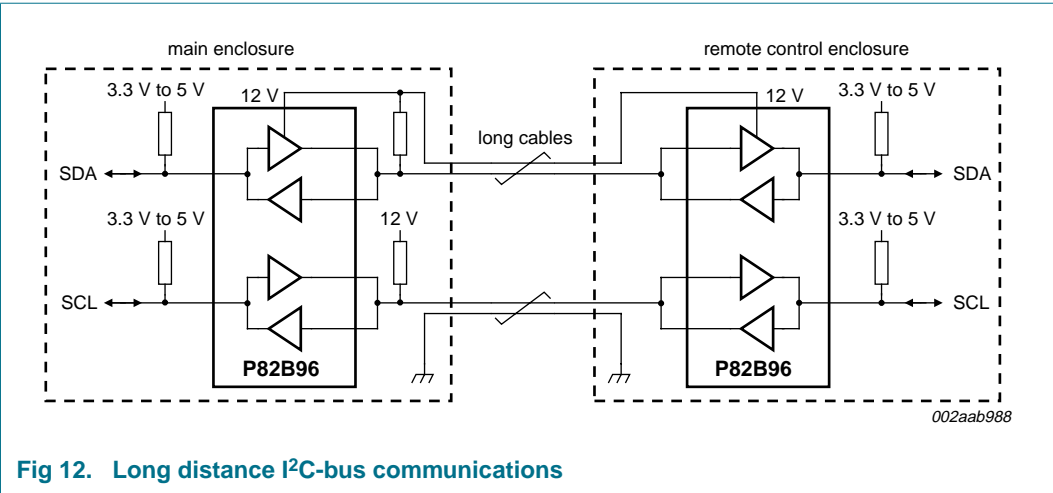 main enclosure
remote control enclosure
3.3 V to 5 V
12 V
12 V
3.3 V to 5 V
long cables
SDA
SDA
3.3 V to 5 V
12 V
3.3 V to 5 V
SCL
SCL
P82B96
P82B96
002aab988
Fig 12. Long distance I²C-bus communications